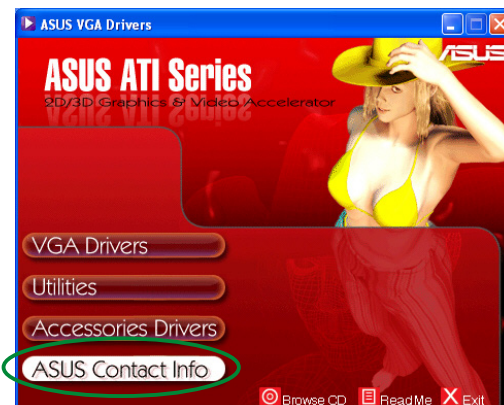 ASUS VGA Drivers
ASUS
ASUS ATI Series
2D/3D Graphics & Video Accelerator
VGA Drivers
Utilities
Accessories Drivers
ASUS Contact Info
Browse CD ReadMe Exit